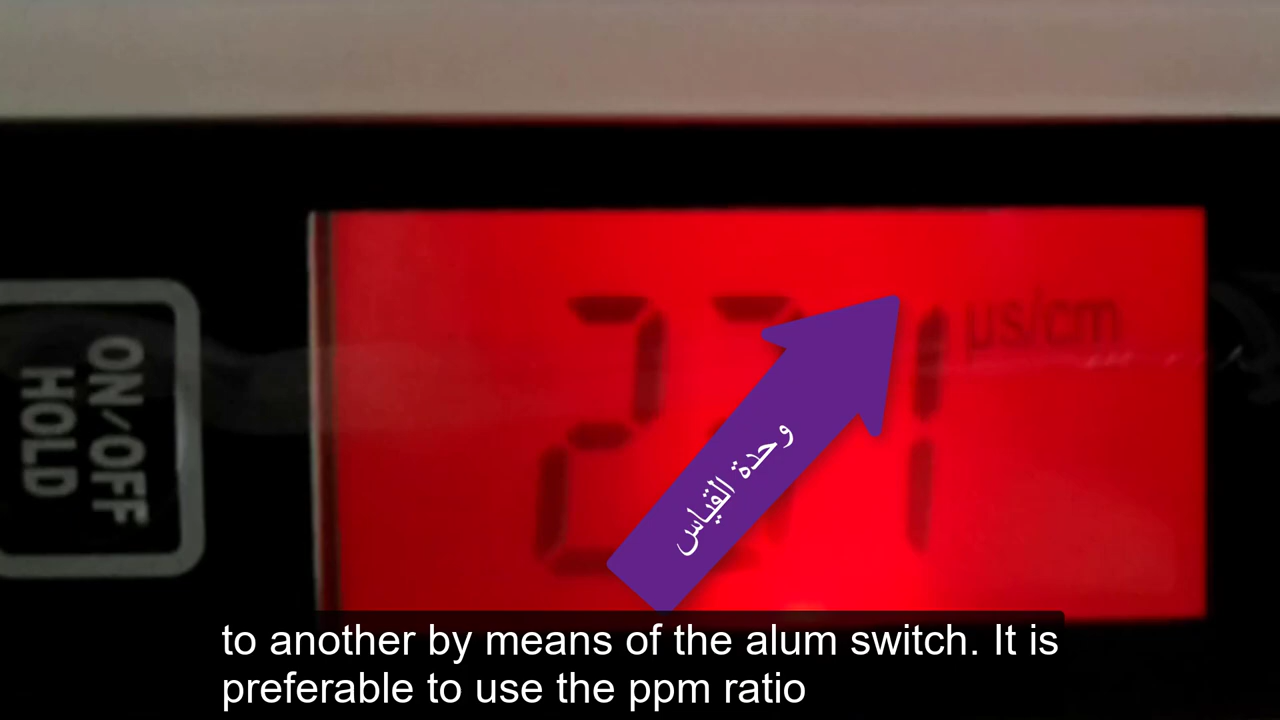 µs/cm
ON/OFF
HOLD
وحدة القياس
to another by means of the alum switch. It is
preferable to use the ppm ratio